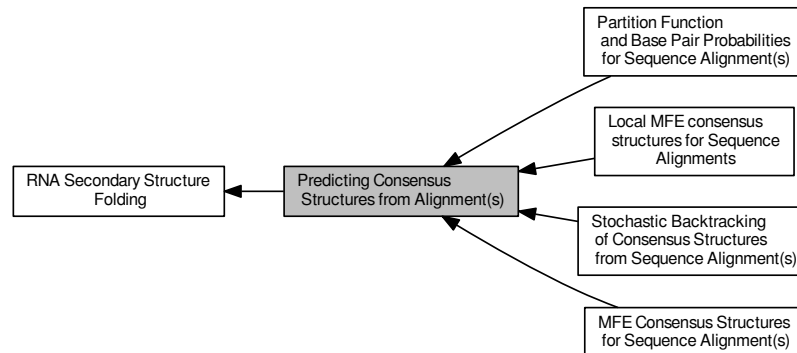 Partition Function
and Base Pair Probabilities
for Sequence Alignment(s)
Local MFE consensus
structures for Sequence
Alignments
RNA Secondary Structure
Folding
Predicting Consensus
Structures from Alignment(s)
Stochastic Backtracking
of Consensus Structures
from Sequence Alignment(s)
MFE Consensus Structures
for Sequence Alignment(s)